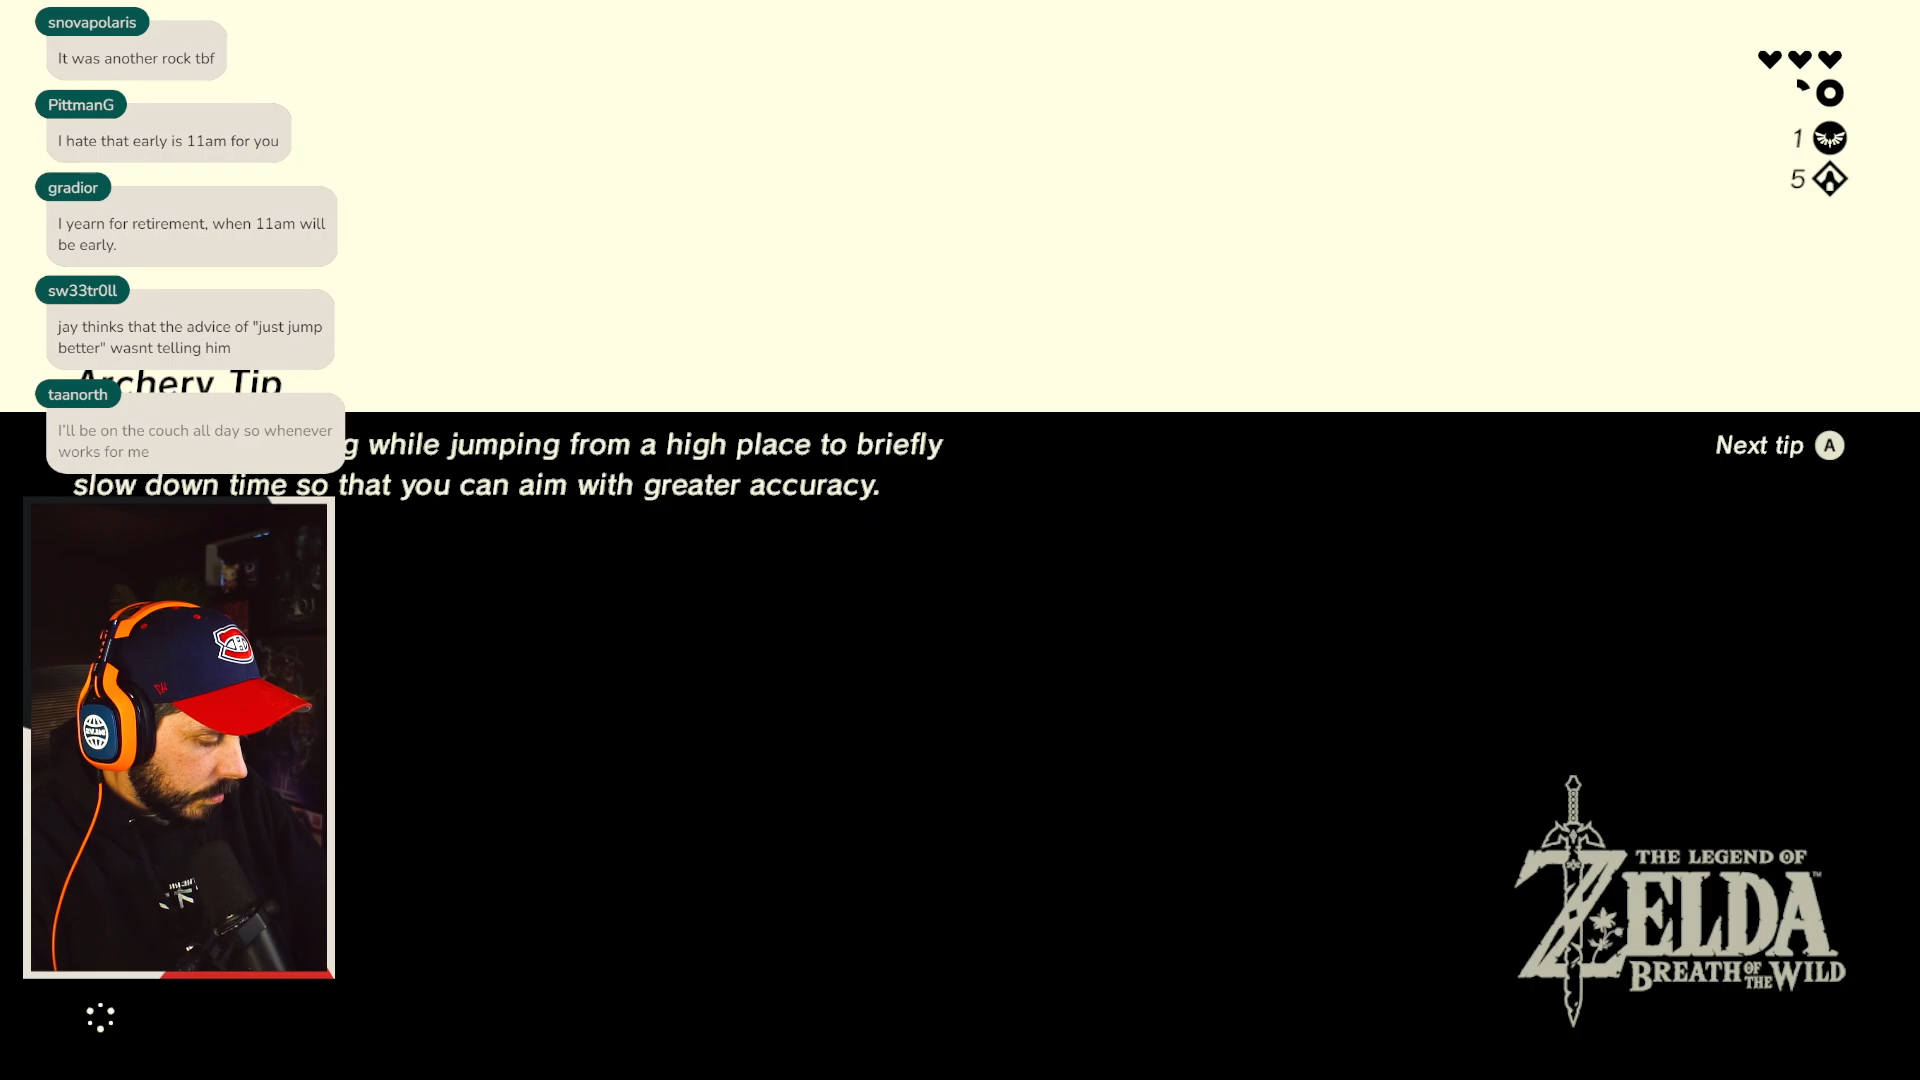 snovapolaris
It was another rock tbf
PittmanG
I hate that early is 11am for you
gradior
I yearn for retirement, when 11am will
be early.
sw33tr0ll
jay thinks that the advice of "just jump
better" wasnt telling him
Archery Tip
taanorth
I'll be on the couch all day so whenever
works for me
while jumping from a high place to briefly
slow down time so that you can aim with greater accuracy.
1
5
Next tip A
THE LEGEND OF
ZELDA
BREATH OF THE WILD